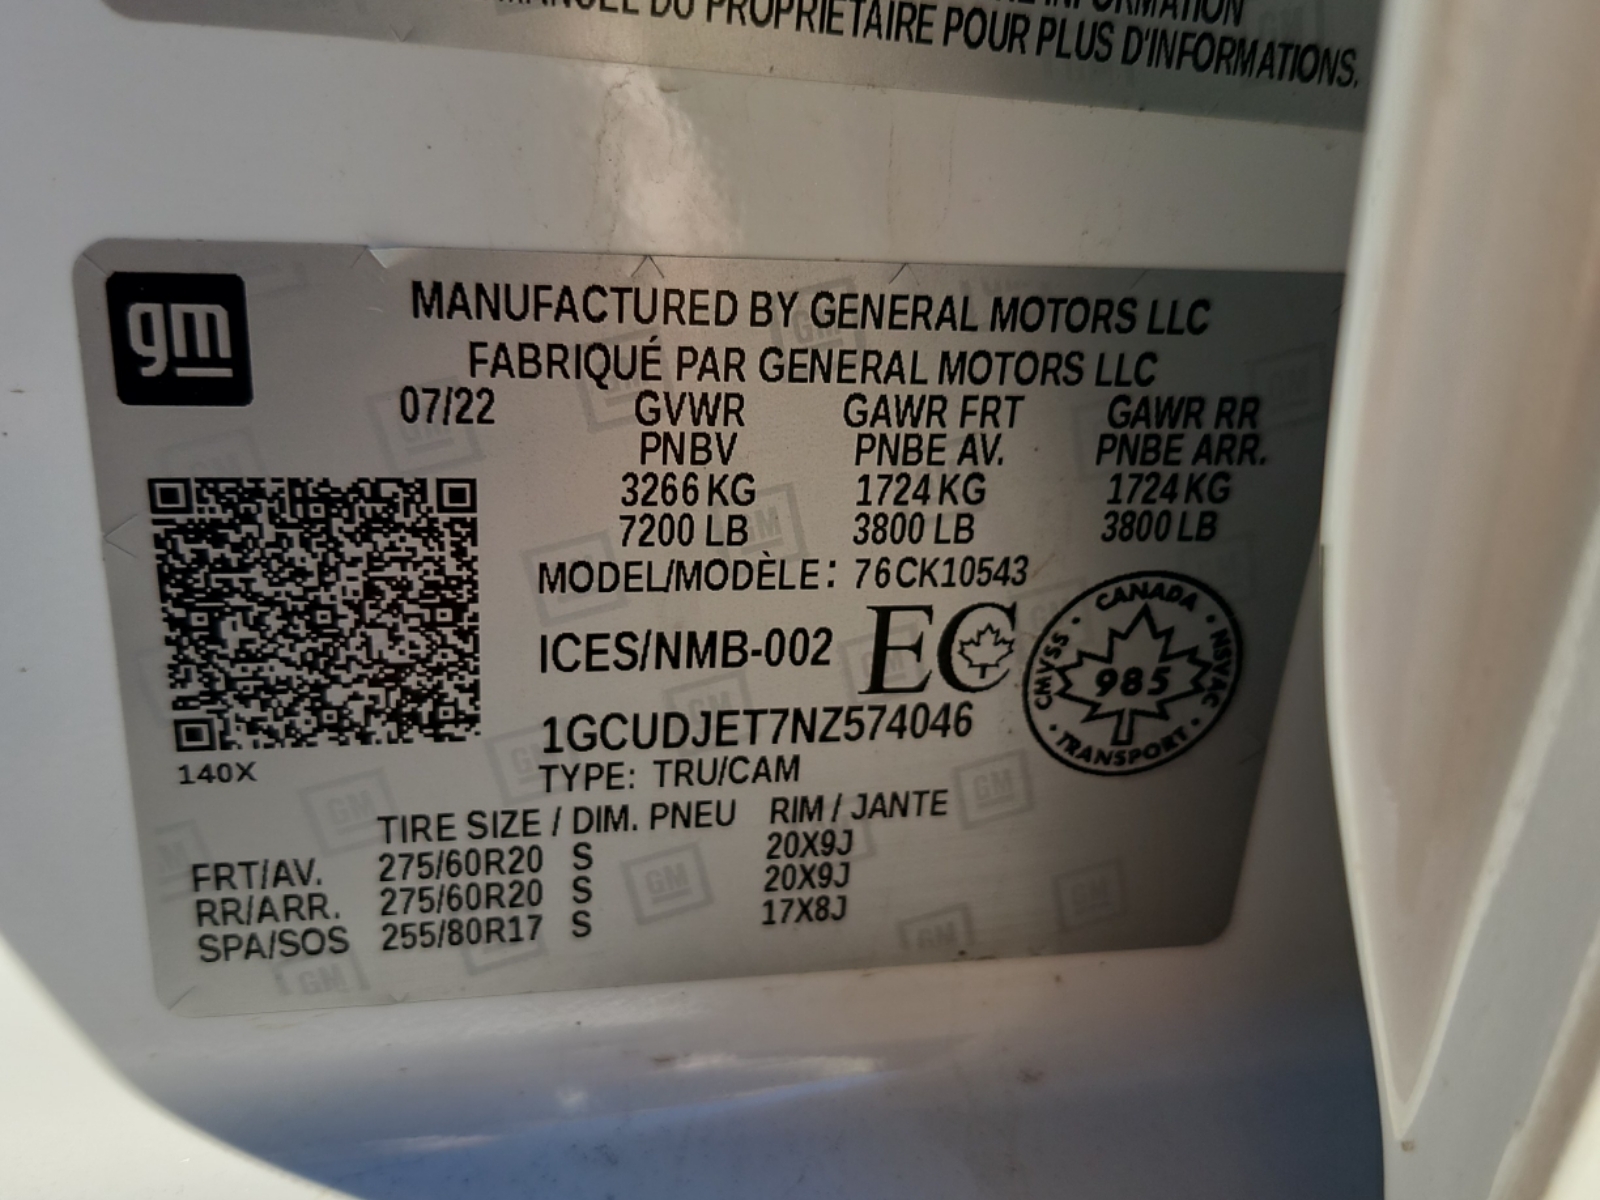 INFORMATION
MANUEL DU PROPRIÉTAIRE POUR PLUS D'INFORMATIONS.
gm
MANUFACTURED BY GENERAL MOTORS LLC
FABRIQUÉ PAR GENERAL MOTORS LLC
07/22 GVWR GAWR FRT GAWR RR
PNBV PNBE AV. PNBE ARR.
3266 KG 1724 KG 1724 KG
7200 LB 3800 LB 3800 LB
MODEL/MODÈLE: 76CK10543
ICES/NMB-002 EC
CANADA
CMVSS 985 NSVAC
TRANSPORT
1GCUDJET7NZ574046
140X
TYPE: TRU/CAM
TIRE SIZE / DIM. PNEU RIM / JANTE
FRT/AV. 275/60R20 S 20X9J
RR/ARR. 275/60R20 S 20X9J
SPA/SOS 255/80R17 S 17X8J